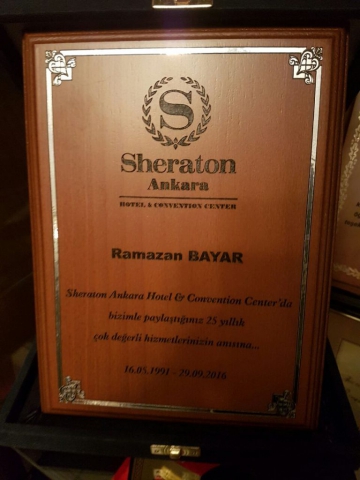 S
Sheraton
Ankara
HOTEL & CONVENTION CENTER
Ramazan BAYAR
Sheraton Ankara Hotel & Convention Center'da
bizimle paylaştığınız 25 yıllık
çok değerli hizmetlerinizin anısına...
16.05.1991 - 29.09.2016